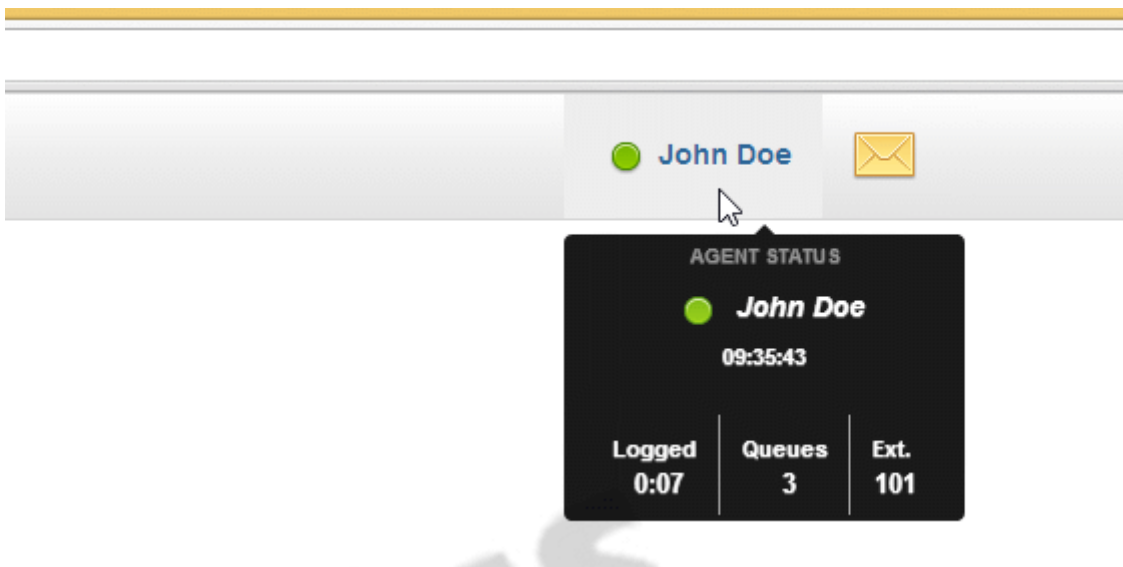 John Doe
AGENT STATUS
John Doe
09:35:43
Logged Queues Ext.
0:07 3 101